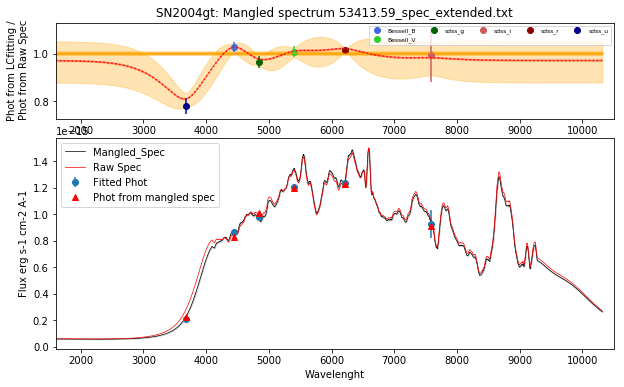 SN2004gt: Mangled spectrum 53413.59_spec_extended.txt
Phot from LCfitting /
Phot from Raw Spec
1.0
0.8
Bessell_B
Bessell_V
sdss_g
sdss_i
sdss_r
sdss_u
2000 3000 4000 5000 6000 7000 8000 9000 10000
1e−15
Mangled_Spec
Raw Spec
Fitted Phot
Phot from mangled spec
Flux erg s-1 cm-2 A-1
1.4
1.2
1.0
0.8
0.6
0.4
0.2
0.0
2000 3000 4000 5000 6000 7000 8000 9000 10000
Wavelenght